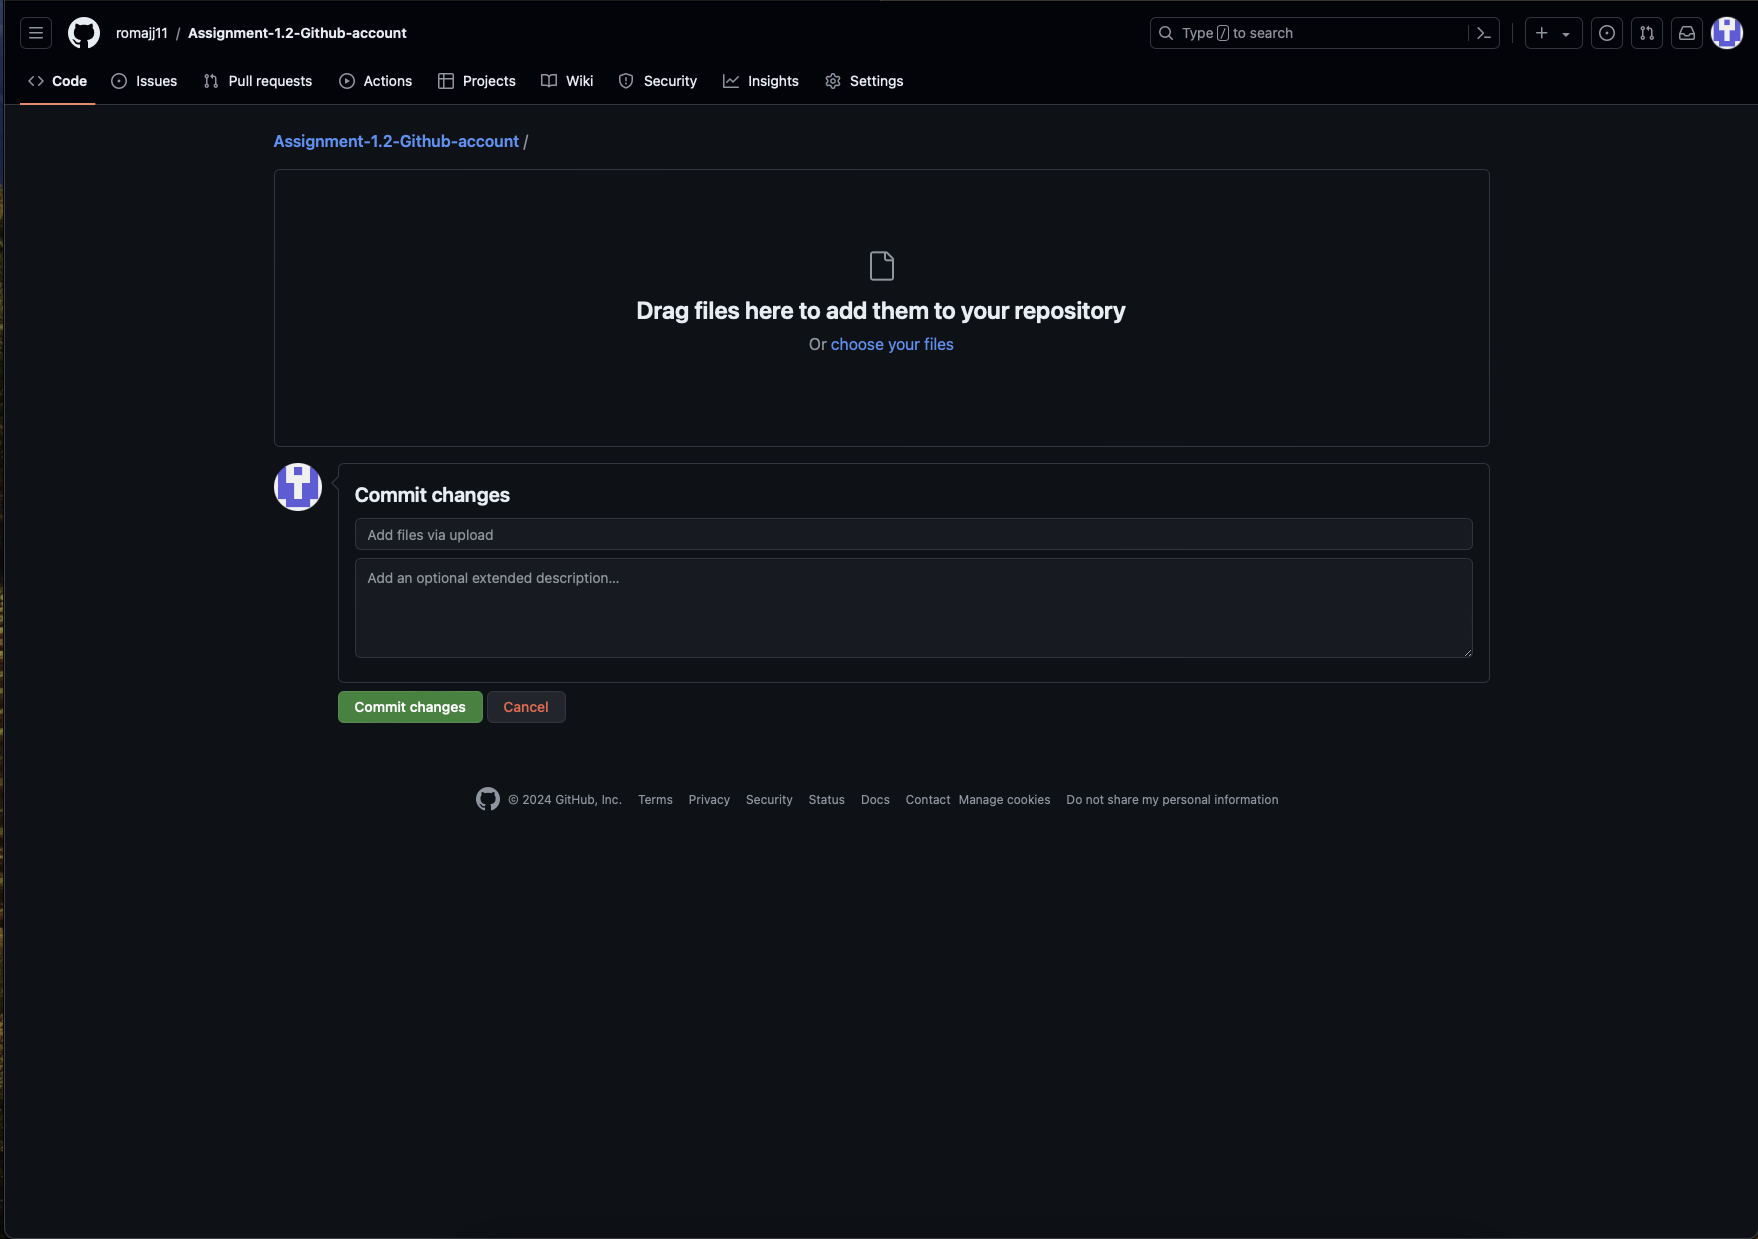 romajj11 / Assignment-1.2-Github-account
Type / to search
Code Issues Pull requests Actions Projects Wiki Security Insights Settings
Assignment-1.2-Github-account /
Drag files here to add them to your repository
Or choose your files
Commit changes
Add files via upload
Add an optional extended description...
Commit changes Cancel
© 2024 GitHub, Inc. Terms Privacy Security Status Docs Contact Manage cookies Do not share my personal information